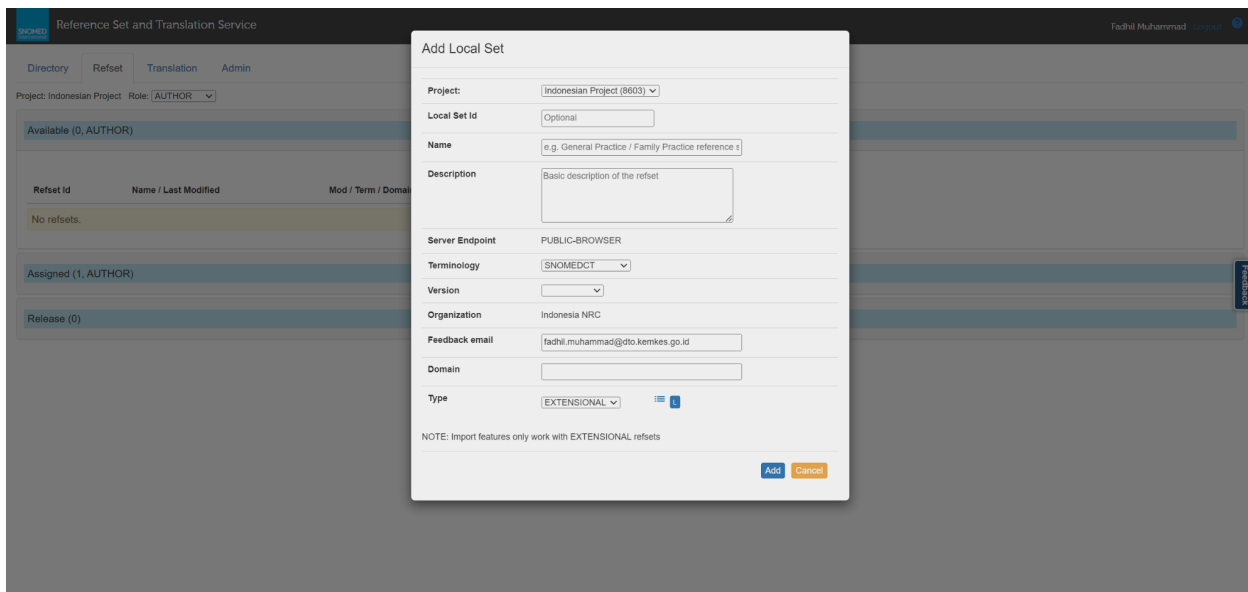 SNOMED
Reference Set and Translation Service
Fadhil Muhammad Logout
Directory Refset Translation Admin
Project: Indonesian Project Role: AUTHOR
Available (0, AUTHOR)
Refset Id Name / Last Modified Mod / Term / Domai
No refsets.
Assigned (1, AUTHOR)
Release (0)
Feedback
Add Local Set
Project: Indonesian Project (8603)
Local Set Id Optional
Name e.g. General Practice / Family Practice reference s
Description Basic description of the refset
Server Endpoint PUBLIC-BROWSER
Terminology SNOMEDCT
Version
Organization Indonesia NRC
Feedback email fadhil.muhammad@dto.kemkes.go.id
Domain
Type EXTENSIONAL L
NOTE: Import features only work with EXTENSIONAL refsets
Add Cancel